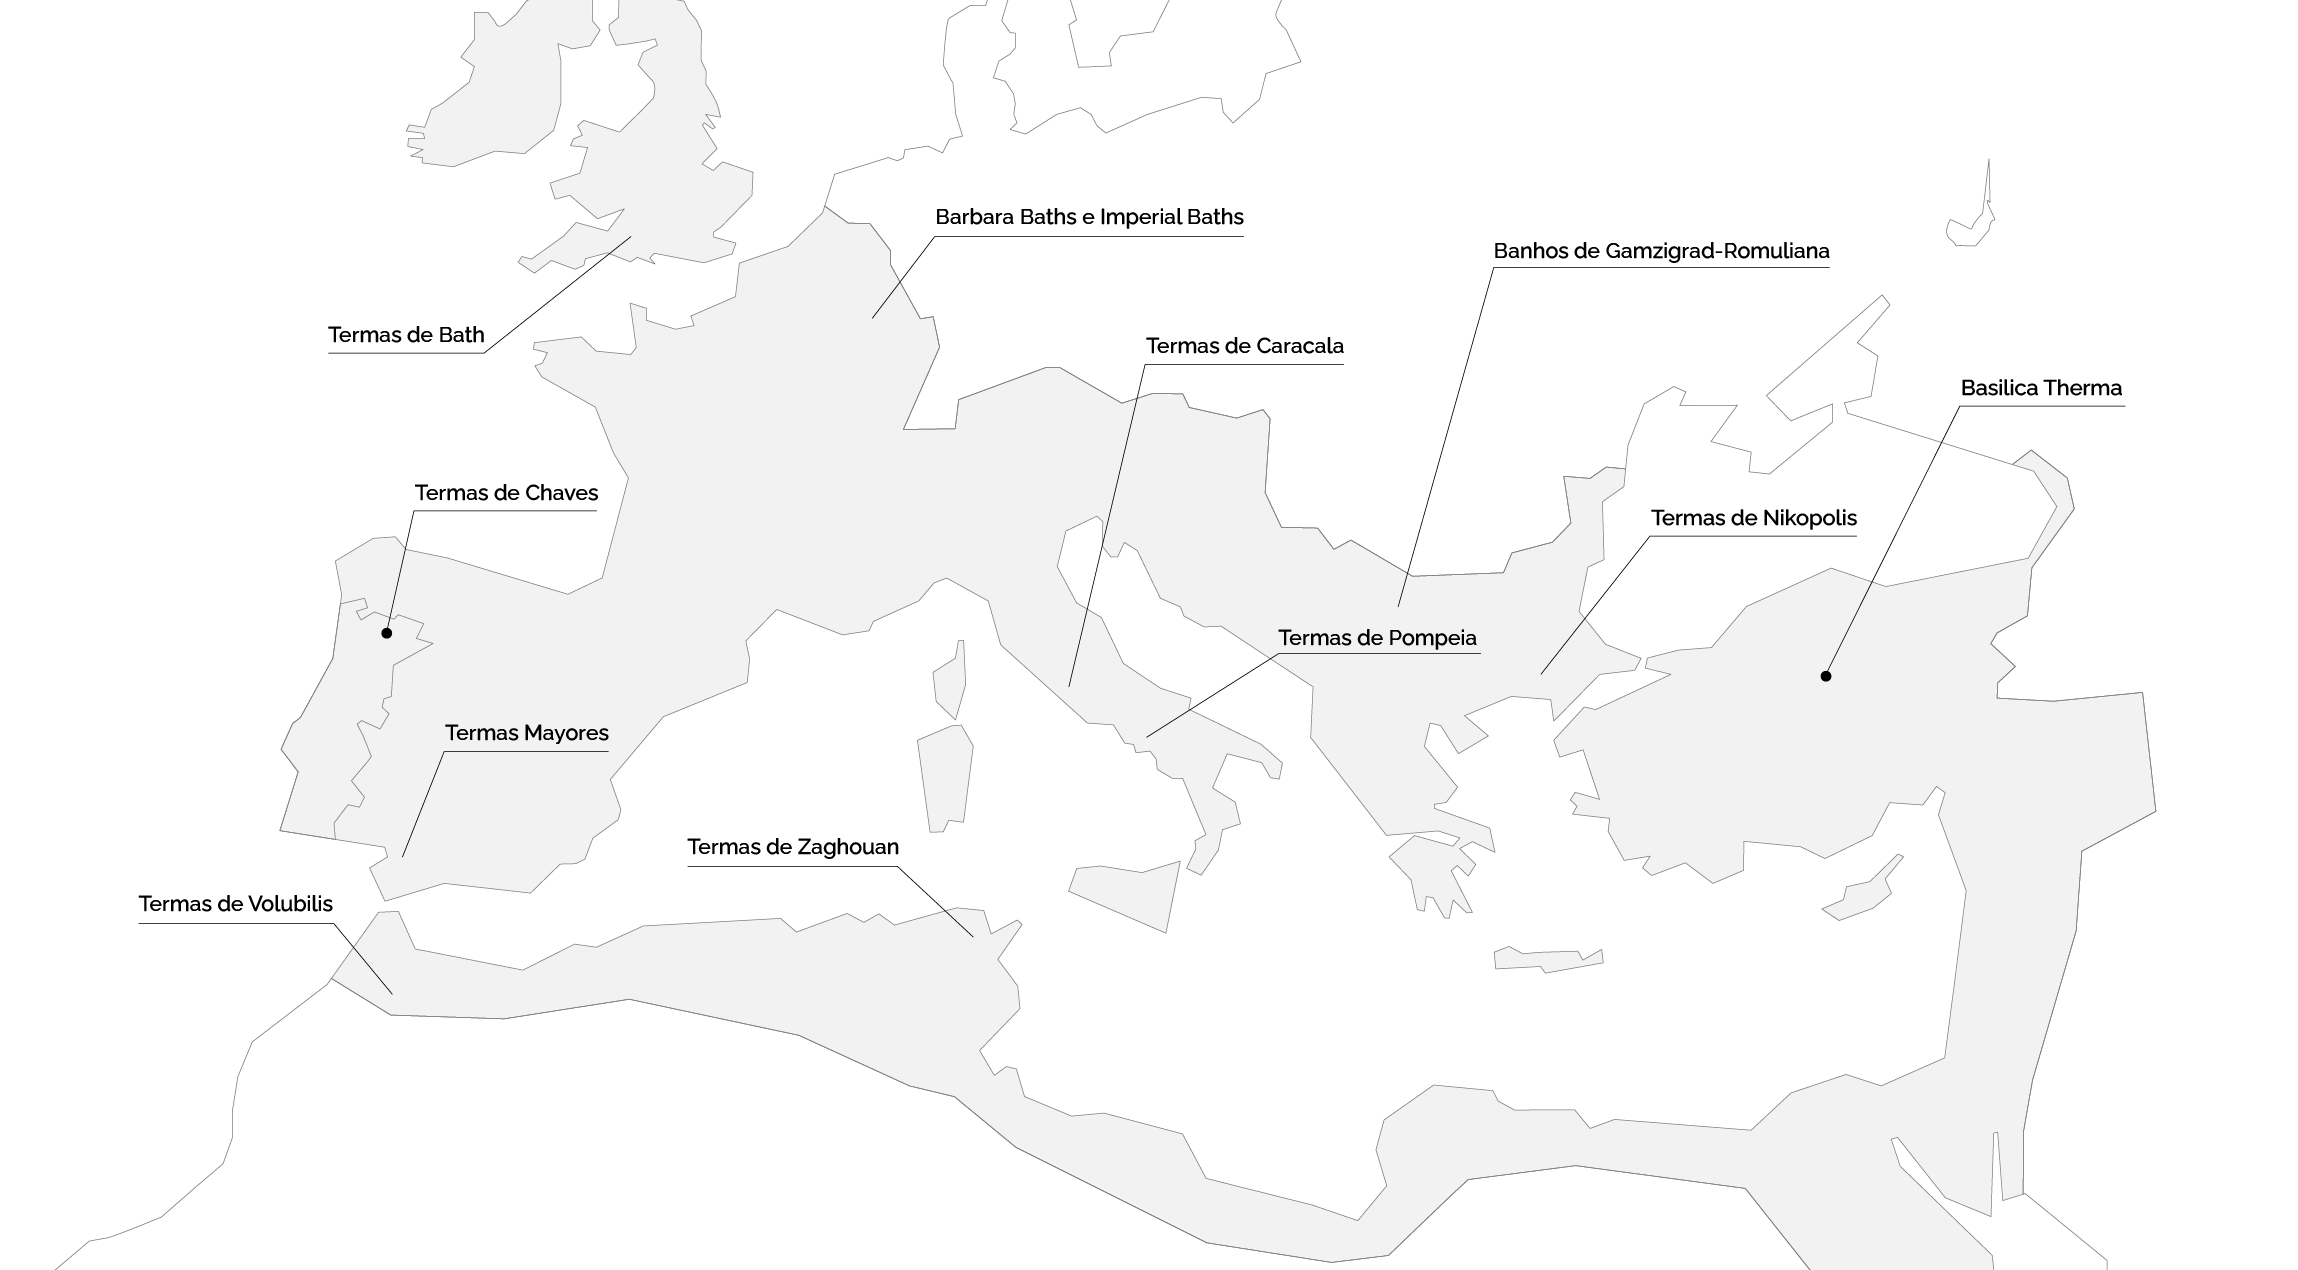 Barbara Baths e Imperial Baths
Banhos de Gamzigrad-Romuliana
Termas de Bath
Termas de Caracala
Basilica Therma
Termas de Chaves
Termas de Nikopolis
Termas de Pompeia
Termas Mayores
Termas de Zaghouan
Termas de Volubilis